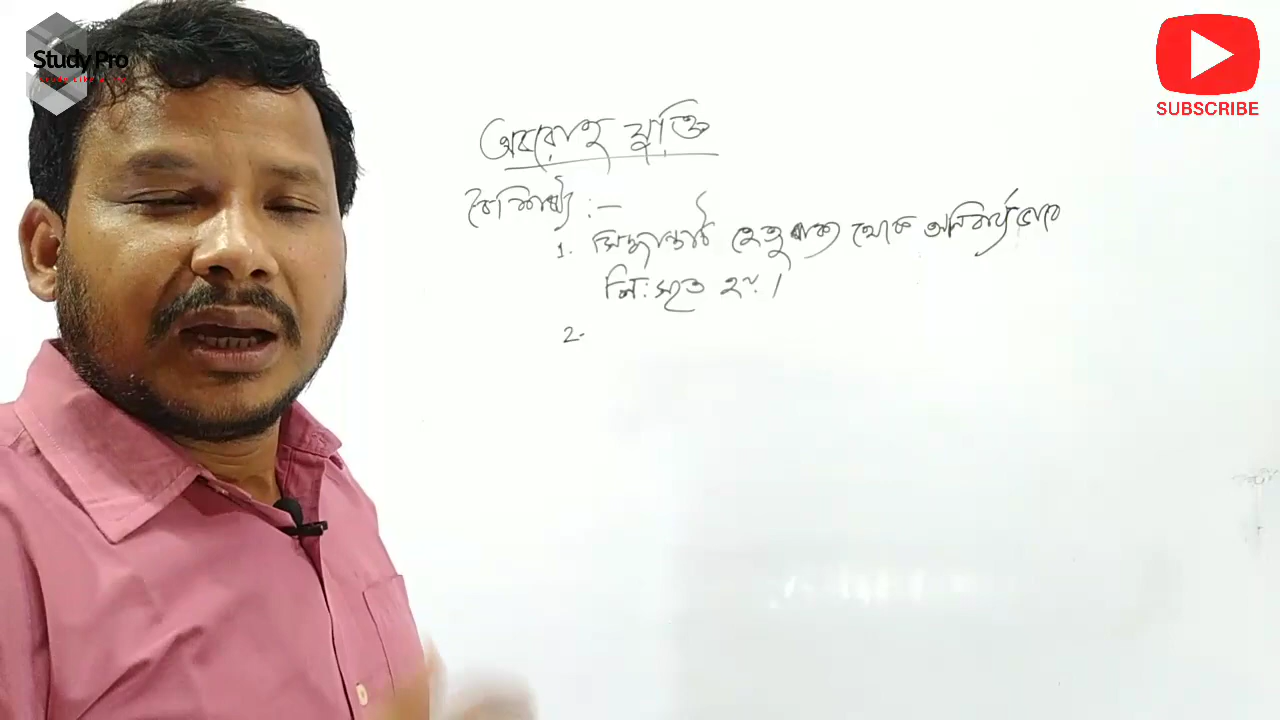 Study Pro
SUBSCRIBE
অবরোহ যুক্তি
বৈশিষ্ট্য :-
1. সিদ্ধান্তটি হেতুবাক্য থেকে অনিবার্যভাবে
নিঃসৃত হয়।
2.